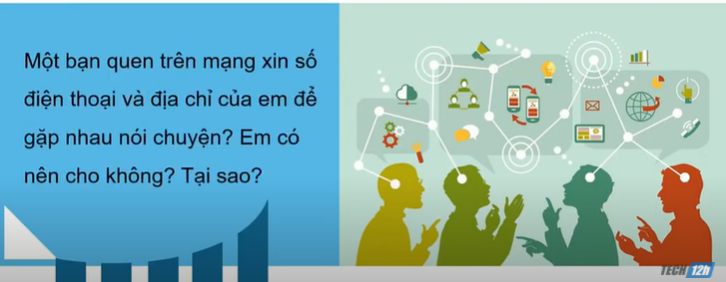 Một bạn quen trên mạng xin số
điện thoại và địa chỉ của em để
gặp nhau nói chuyện? Em có
nên cho không? Tại sao?
TECH 12h